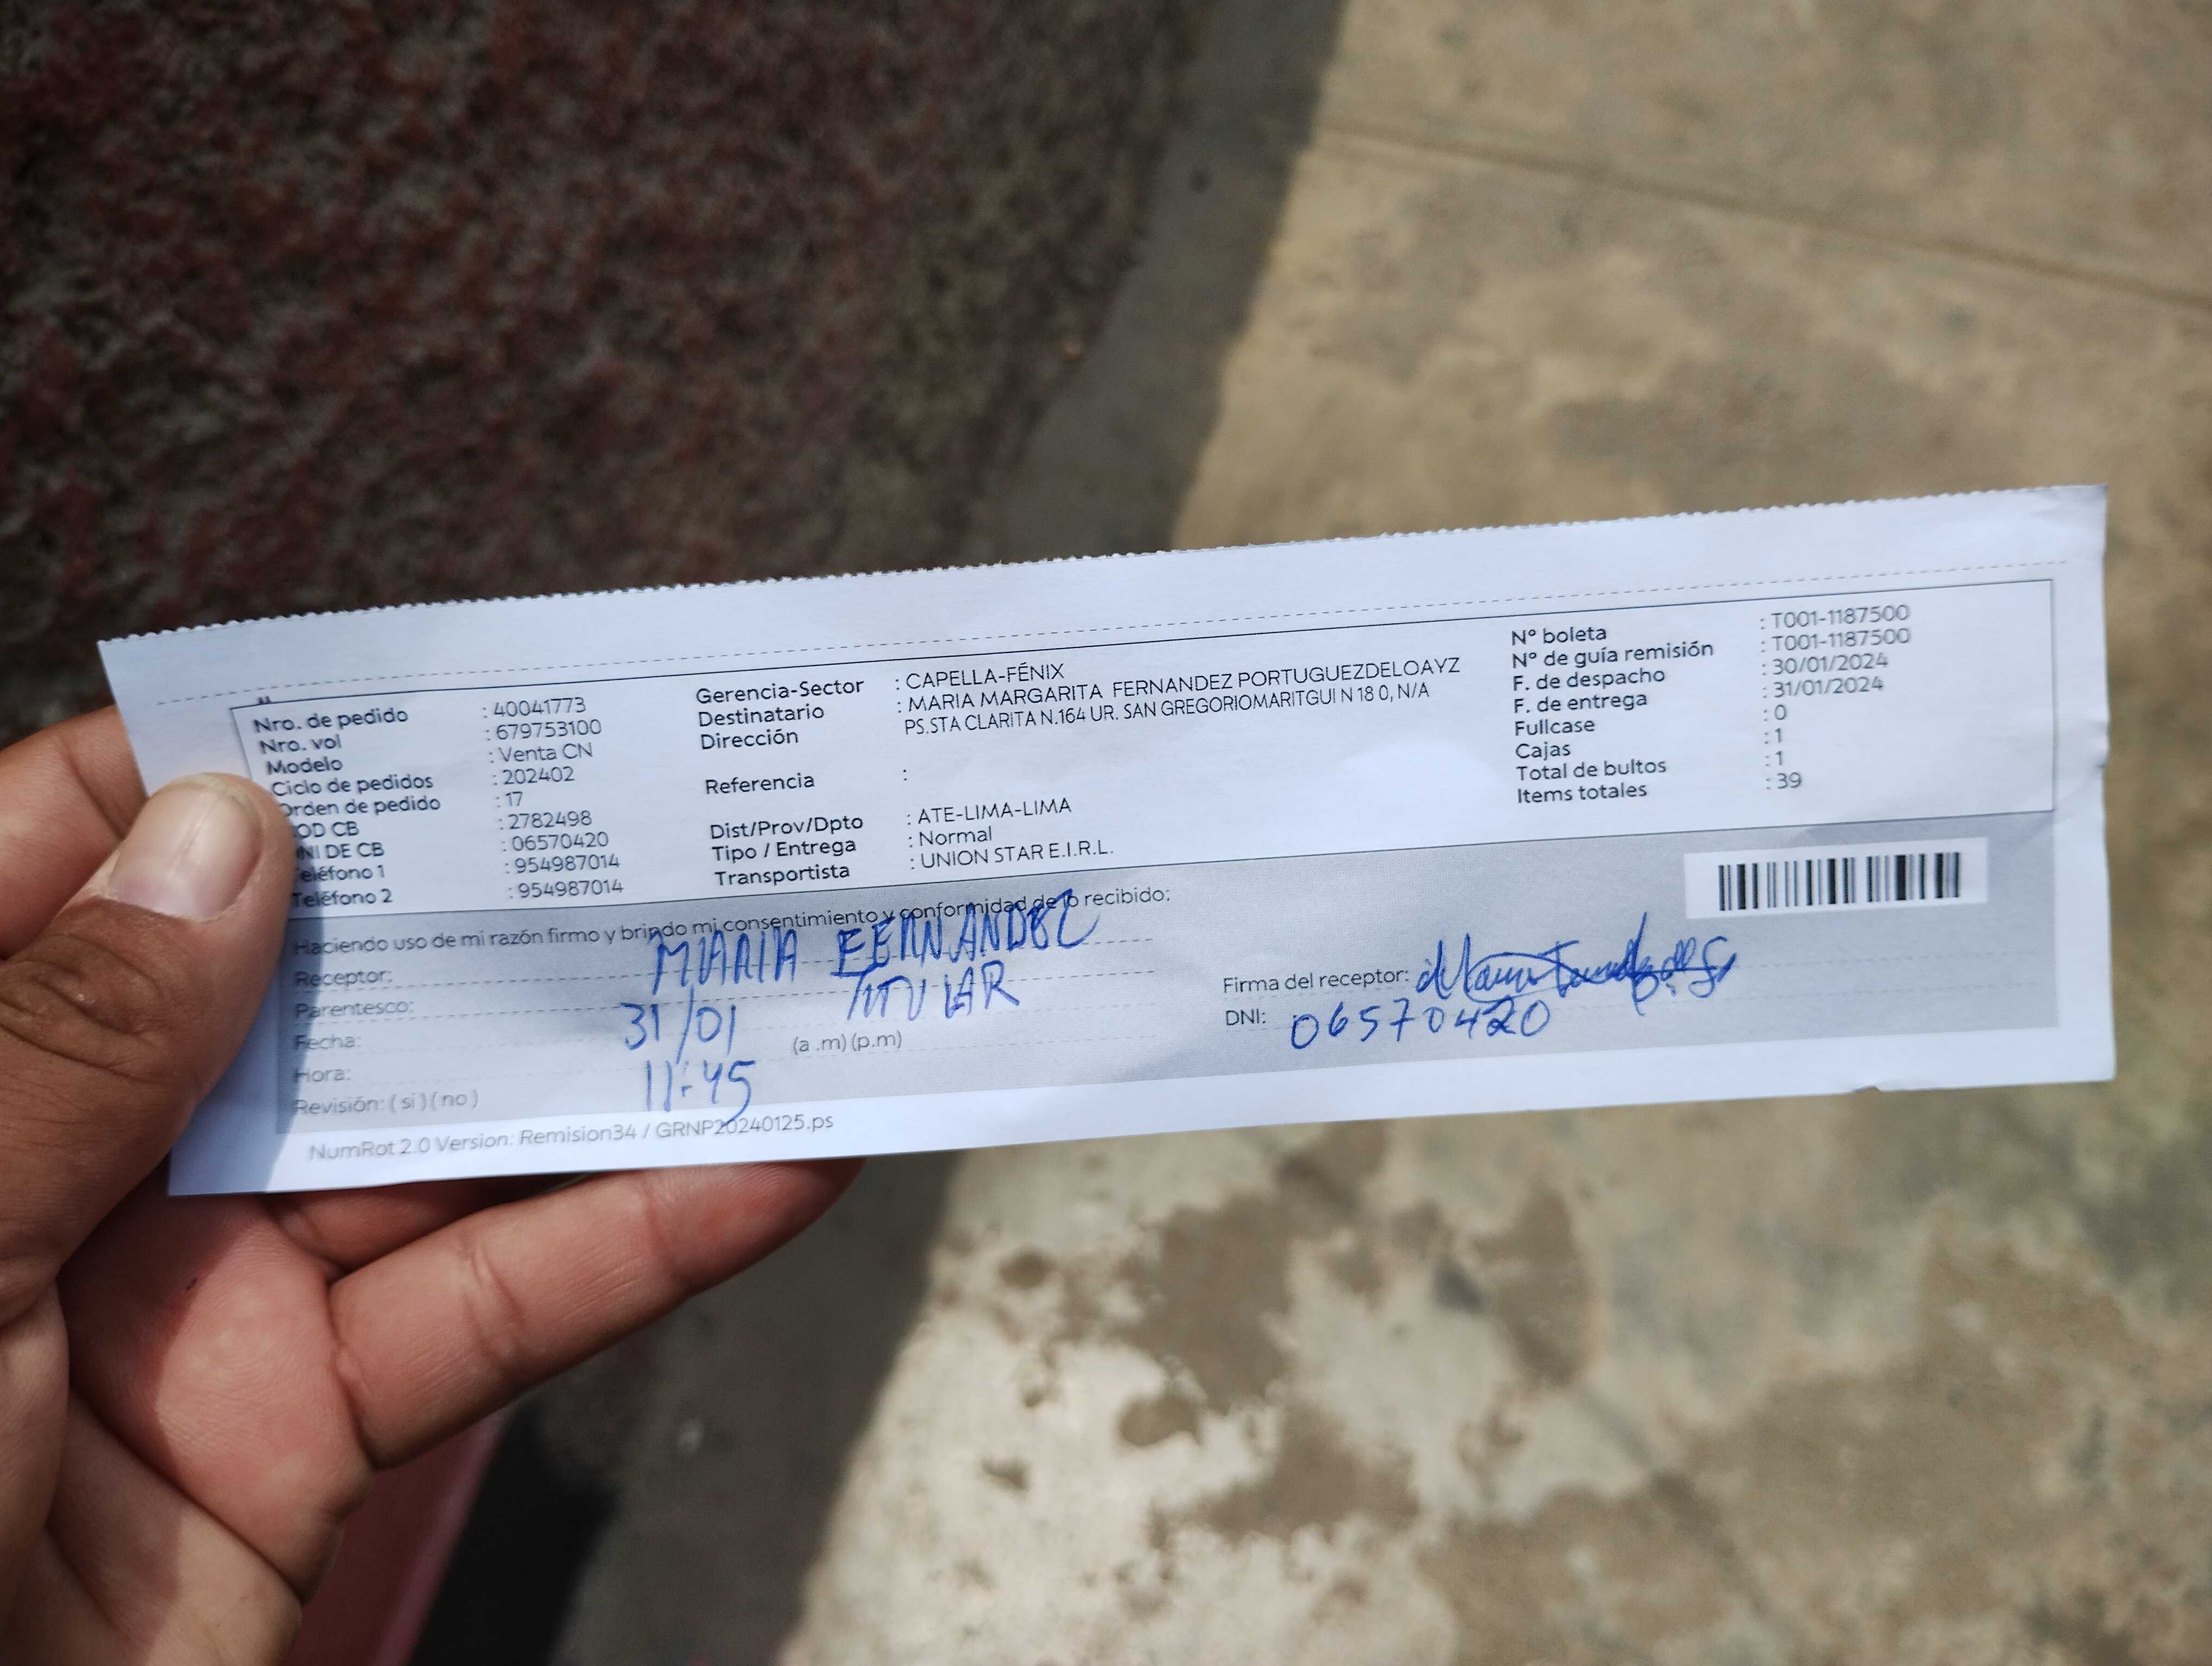 Nro. de pedido : 40041773
Nro. vol : 679753100
Modelo : Venta CN
Ciclo de pedidos : 202402
Orden de pedido : 17
OD CB : 2782498
NI DE CB : 06570420
eléfono 1 : 954987014
Teléfono 2 : 954987014
Gerencia-Sector : CAPELLA-FÉNIX
Destinatario : MARIA MARGARITA FERNANDEZ PORTUGUEZDELOAYZ
Dirección PS.STA CLARITA N.164 UR. SAN GREGORIOMARITGUI N 18 0, N/A
Referencia :
Dist/Prov/Dpto : ATE-LIMA-LIMA
Tipo / Entrega : Normal
Transportista : UNION STAR E.I.R.L.
N° boleta : T001-1187500
N° de guía remisión : T001-1187500
F. de despacho : 30/01/2024
F. de entrega : 31/01/2024
Fullcase : 0
Cajas : 1
Total de bultos : 1
Items totales : 39
Haciendo uso de mi razón firmo y brindo mi consentimiento y conformidad de lo recibido:
Receptor: MARIA FERNANDEZ
Parentesco: TITULAR
Fecha: 31/01
Hora: 11:45 (a .m) (p.m)
Revisión: ( si ) ( no )
Firma del receptor:
DNI: 06570420
NumRot 2.0 Version: Remision34 / GRNP20240125.ps